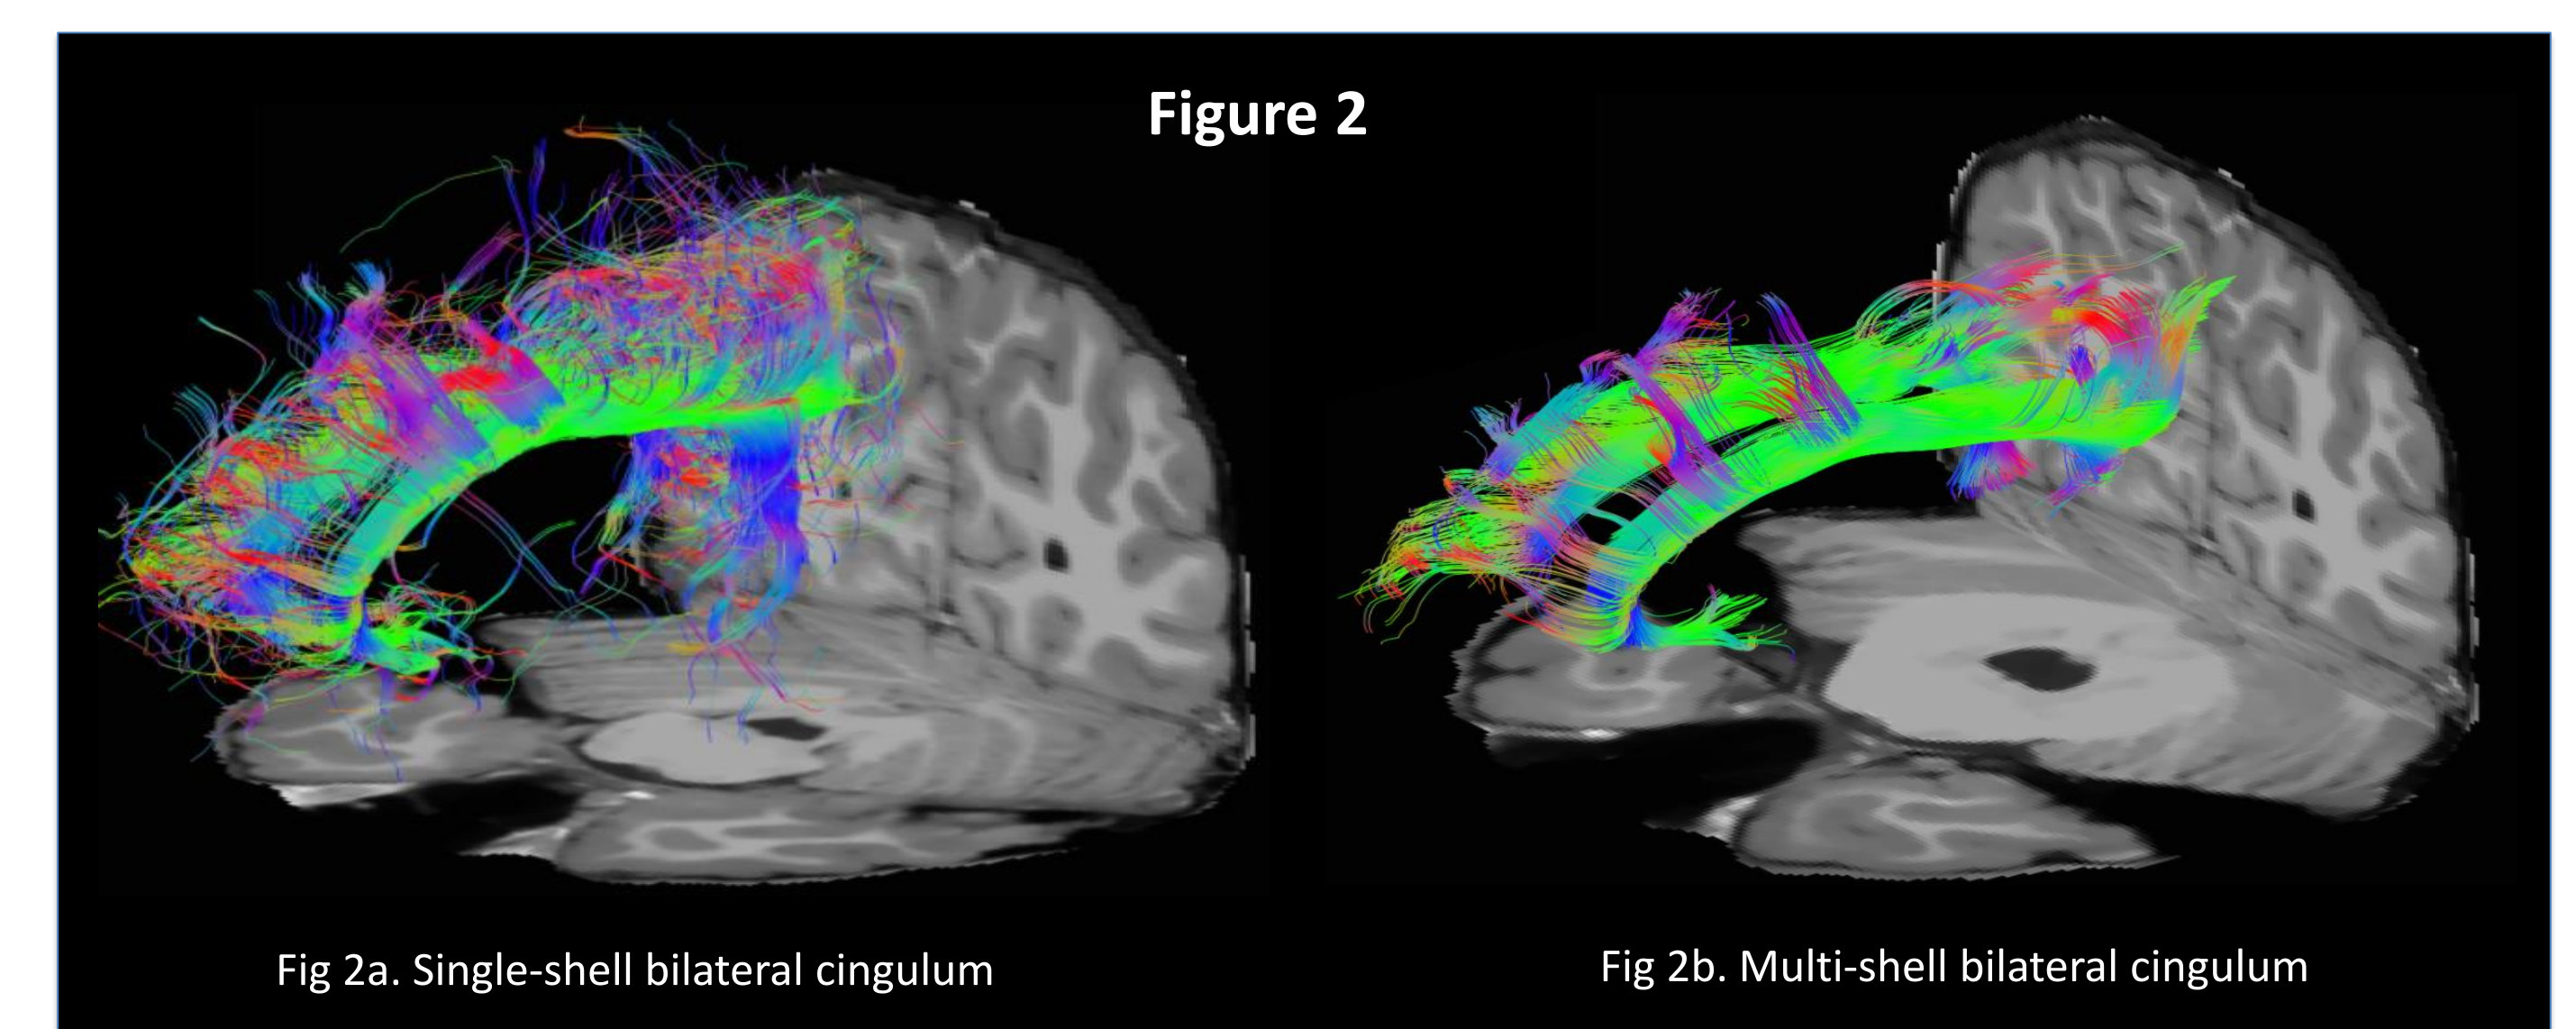 Figure 2
Fig 2a. Single-shell bilateral cingulum
Fig 2b. Multi-shell bilateral cingulum